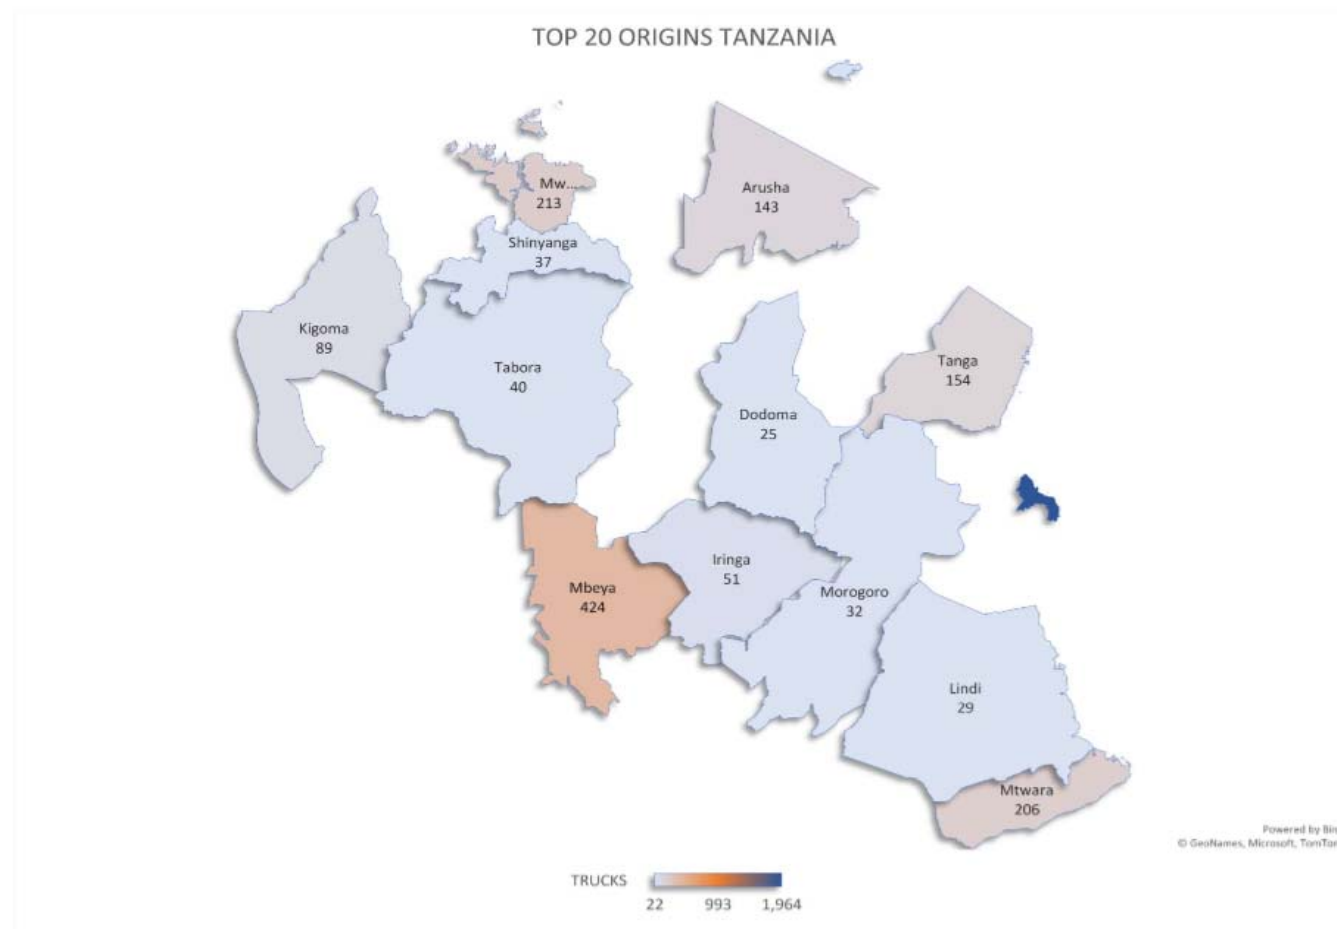 TOP 20 ORIGINS TANZANIA
Mw...
213
Arusha
143
Shinyanga
37
Kigoma
89
Tabora
40
Tanga
154
Dodoma
25
Iringa
51
Mbeya
424
Morogoro
32
Lindi
29
Mtwara
206
Powered by Bin
© GeoNames, Microsoft, TomTom
TRUCKS
22 993 1,964